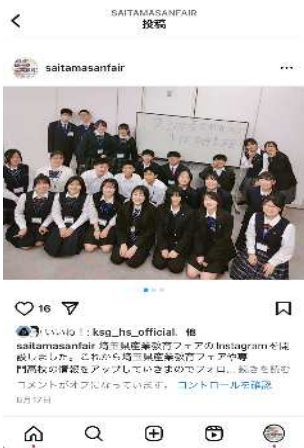 SAITAMASANFAIR
投稿
saitamasanfair
16
いいね！: ksg_hs_official、他
saitamasanfair 埼玉県産業教育フェアのInstagramを開
設しました。これから埼玉県産業教育フェアや専
門高校の情報をアップしていきますのでフォロ... 続きを読む
コメントがオフになっています。 コントロールを確認
6月17日